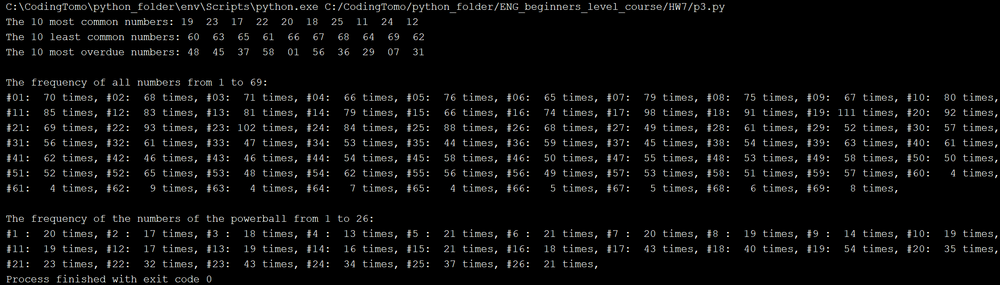 C:\CodingTomo\python_folder\env\Scripts\python.exe C:/CodingTomo/python_folder/ENG_beginners_level_course/HW7/p3.py
The 10 most common numbers: 19  23  17  22  20  18  25  11  24  12
The 10 least common numbers: 60  63  65  61  66  67  68  64  69  62
The 10 most overdue numbers: 48  45  37  58  01  56  36  29  07  31
The frequency of all numbers from 1 to 69:
#01:  70 times, #02:  68 times, #03:  71 times, #04:  66 times, #05:  76 times, #06:  65 times, #07:  79 times, #08:  75 times, #09:  67 times, #10:  80 times,
#11:  85 times, #12:  83 times, #13:  81 times, #14:  79 times, #15:  66 times, #16:  74 times, #17:  98 times, #18:  91 times, #19: 111 times, #20:  92 times,
#21:  69 times, #22:  93 times, #23: 102 times, #24:  84 times, #25:  88 times, #26:  68 times, #27:  49 times, #28:  61 times, #29:  52 times, #30:  57 times,
#31:  56 times, #32:  61 times, #33:  47 times, #34:  53 times, #35:  44 times, #36:  59 times, #37:  45 times, #38:  54 times, #39:  63 times, #40:  61 times,
#41:  62 times, #42:  46 times, #43:  46 times, #44:  54 times, #45:  58 times, #46:  50 times, #47:  55 times, #48:  53 times, #49:  58 times, #50:  50 times,
#51:  52 times, #52:  65 times, #53:  48 times, #54:  62 times, #55:  56 times, #56:  49 times, #57:  53 times, #58:  51 times, #59:  57 times, #60:   4 times,
#61:   4 times, #62:   9 times, #63:   4 times, #64:   7 times, #65:   4 times, #66:   5 times, #67:   5 times, #68:   6 times, #69:   8 times,
The frequency of the numbers of the powerball from 1 to 26:
#1 :  20 times, #2 :  17 times, #3 :  18 times, #4 :  13 times, #5 :  21 times, #6 :  21 times, #7 :  20 times, #8 :  19 times, #9 :  14 times, #10:  19 times,
#11:  19 times, #12:  17 times, #13:  19 times, #14:  16 times, #15:  21 times, #16:  18 times, #17:  43 times, #18:  40 times, #19:  54 times, #20:  35 times,
#21:  23 times, #22:  32 times, #23:  43 times, #24:  34 times, #25:  37 times, #26:  21 times,
Process finished with exit code 0